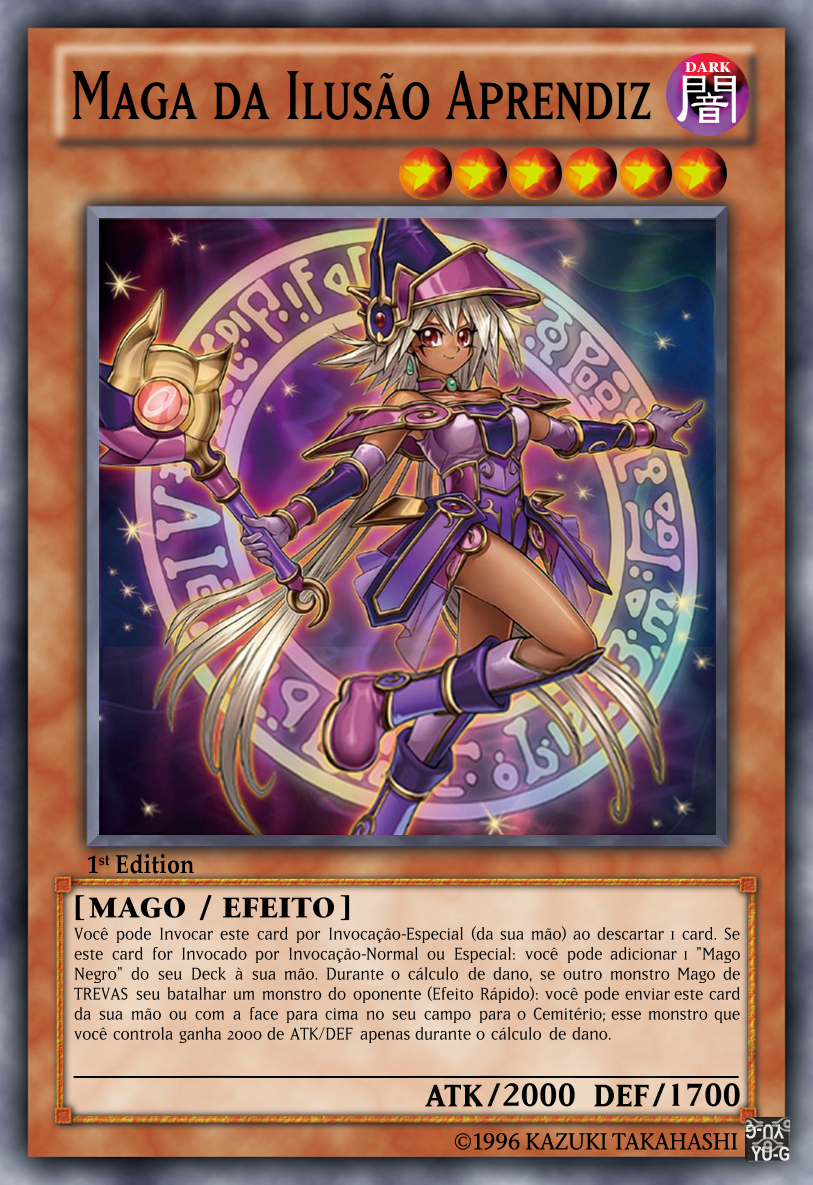 Maga da Ilusão Aprendiz
DARK
闇
1st Edition
[MAGO / EFEITO]
Você pode Invocar este card por Invocação-Especial (da sua mão) ao descartar 1 card. Se
este card for Invocado por Invocação-Normal ou Especial: você pode adicionar 1 "Mago
Negro" do seu Deck à sua mão. Durante o cálculo de dano, se outro monstro Mago de
TREVAS seu batalhar um monstro do oponente (Efeito Rápido): você pode enviar este card
da sua mão ou com a face para cima no seu campo para o Cemitério; esse monstro que
você controla ganha 2000 de ATK/DEF apenas durante o cálculo de dano.
ATK/2000 DEF/1700
©1996 KAZUKI TAKAHASHI